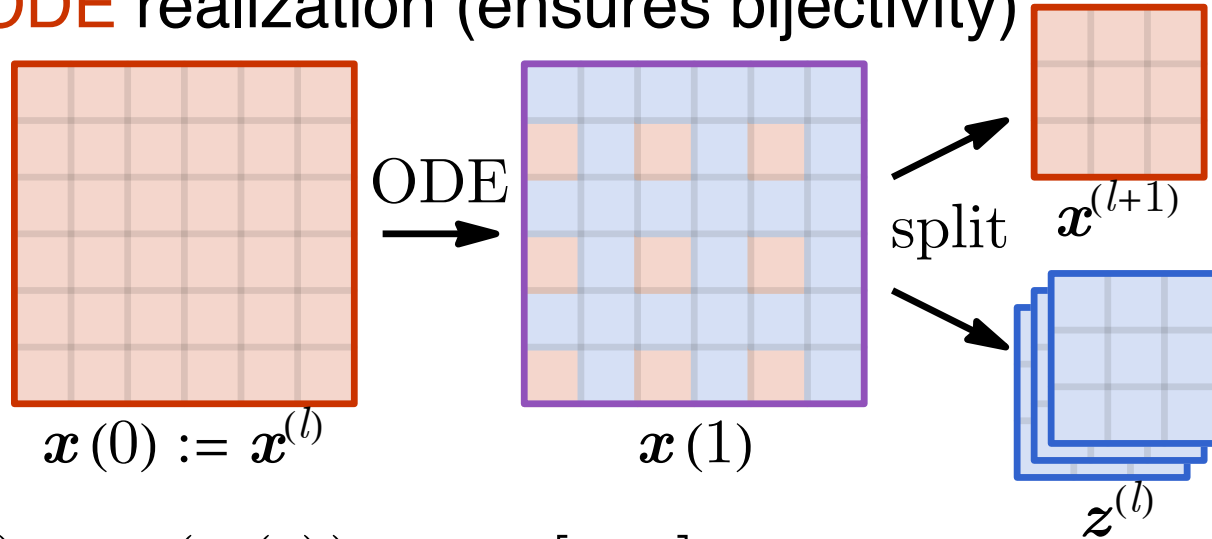 ODE realization (ensures bijectivity)
ODE
split
x(0) := x^(l)
x(1)
x^(l+1)
z^(l)